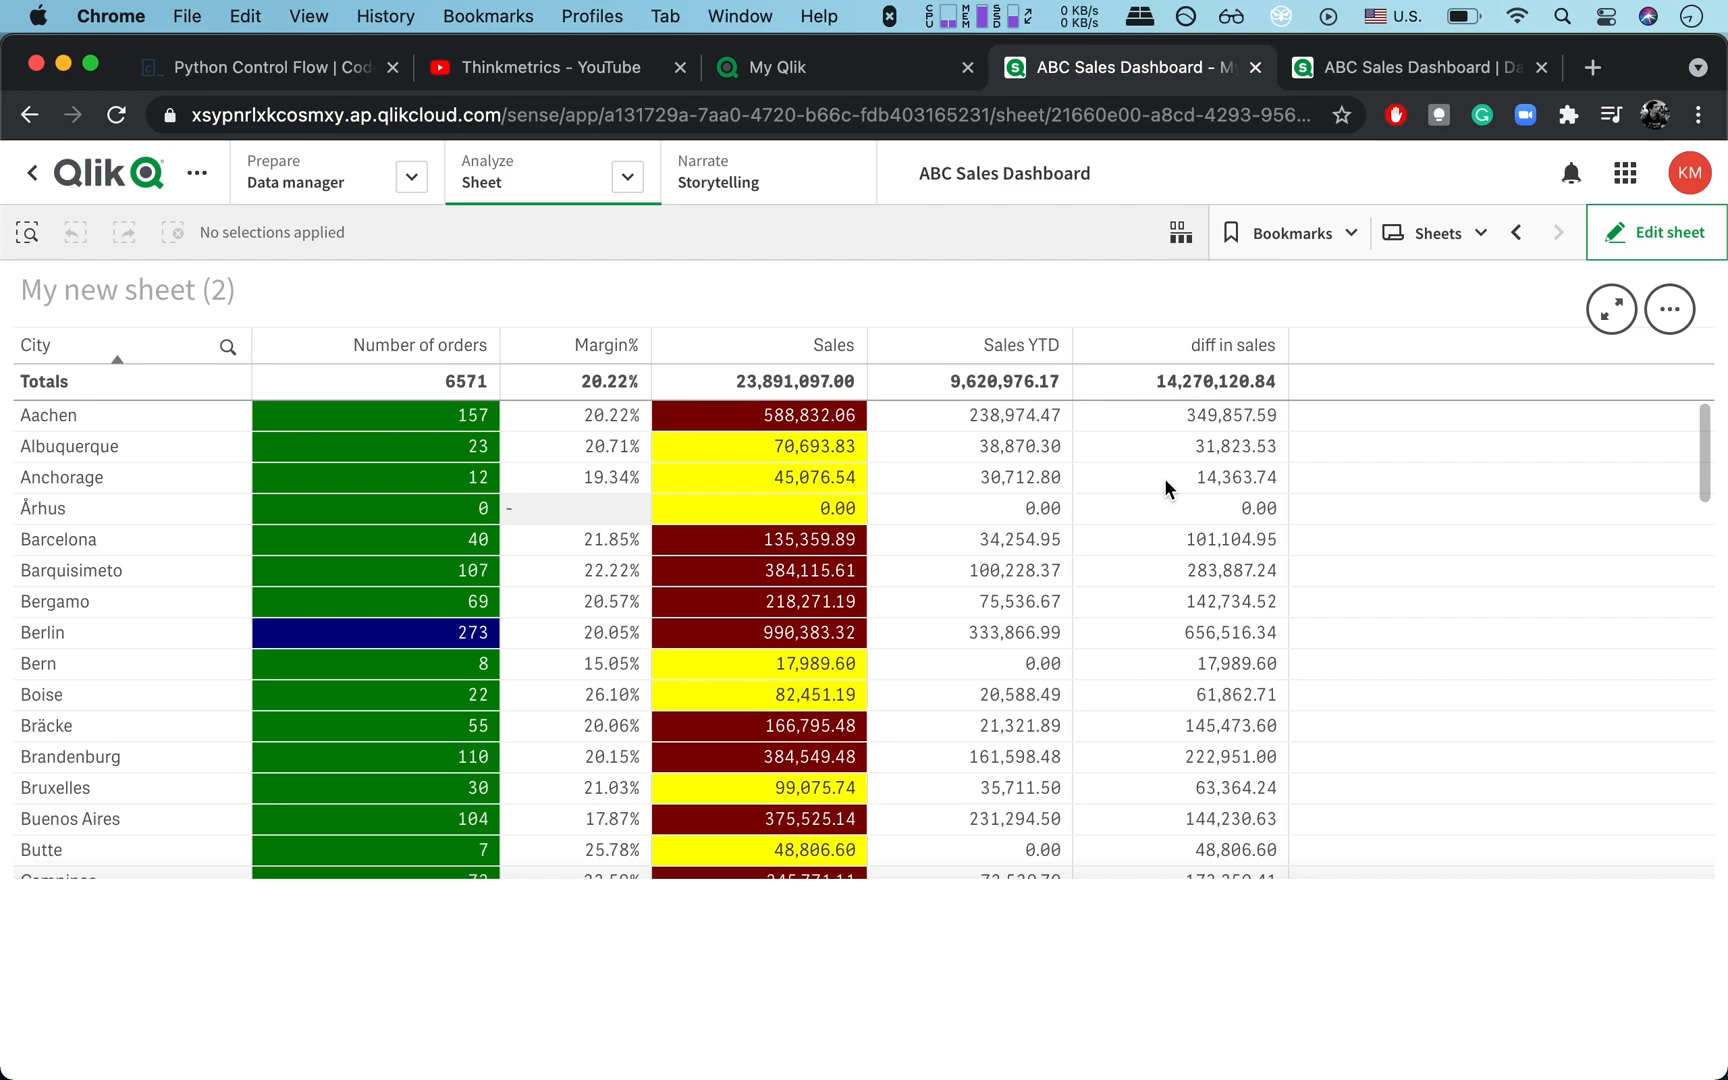 Chrome File Edit View History Bookmarks Profiles Tab Window Help CPU MEM SSD 0 KB/s 0 KB/s U.S.
Python Control Flow | Cod Thinkmetrics - YouTube My Qlik ABC Sales Dashboard - M ABC Sales Dashboard | Da
xsypnrlxkcosmxy.ap.qlikcloud.com/sense/app/a131729a-7aa0-4720-b66c-fdb403165231/sheet/21660e00-a8cd-4293-956...
Qlik Prepare Analyze Narrate
Data manager Sheet Storytelling ABC Sales Dashboard KM
No selections applied Bookmarks Sheets Edit sheet
My new sheet (2)
City Number of orders Margin% Sales Sales YTD diff in sales
Totals 6571 20.22% 23,891,097.00 9,620,976.17 14,270,120.84
Aachen 157 20.22% 588,832.06 238,974.47 349,857.59
Albuquerque 23 20.71% 70,693.83 38,870.30 31,823.53
Anchorage 12 19.34% 45,076.54 30,712.80 14,363.74
Århus 0 - 0.00 0.00 0.00
Barcelona 40 21.85% 135,359.89 34,254.95 101,104.95
Barquisimeto 107 22.22% 384,115.61 100,228.37 283,887.24
Bergamo 69 20.57% 218,271.19 75,536.67 142,734.52
Berlin 273 20.05% 990,383.32 333,866.99 656,516.34
Bern 8 15.05% 17,989.60 0.00 17,989.60
Boise 22 26.10% 82,451.19 20,588.49 61,862.71
Bräcke 55 20.06% 166,795.48 21,321.89 145,473.60
Brandenburg 110 20.15% 384,549.48 161,598.48 222,951.00
Bruxelles 30 21.03% 99,075.74 35,711.50 63,364.24
Buenos Aires 104 17.87% 375,525.14 231,294.50 144,230.63
Butte 7 25.78% 48,806.60 0.00 48,806.60